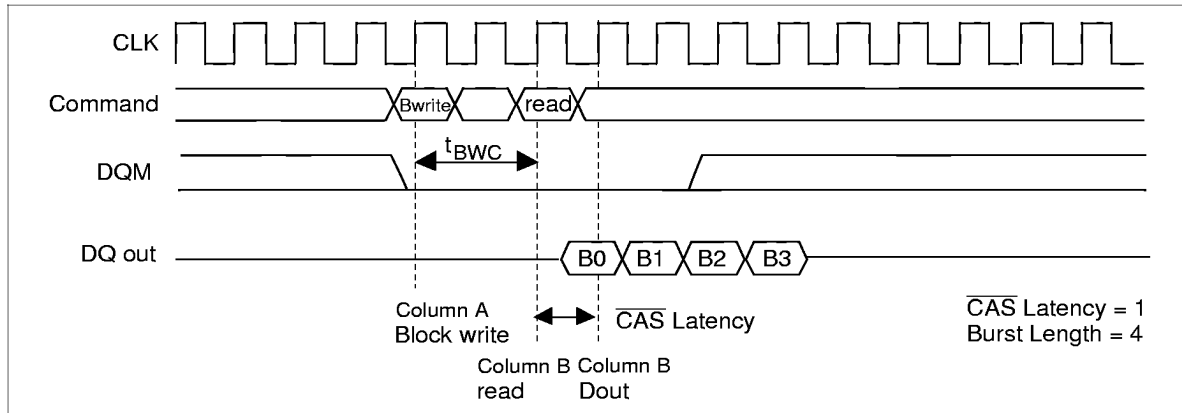 CLK
Command
Bwrite
read
tBWC
DQM
DQ out
B0
B1
B2
B3
Column A
Block write
CAS Latency
CAS Latency = 1
Burst Length = 4
Column B
read
Column B
Dout